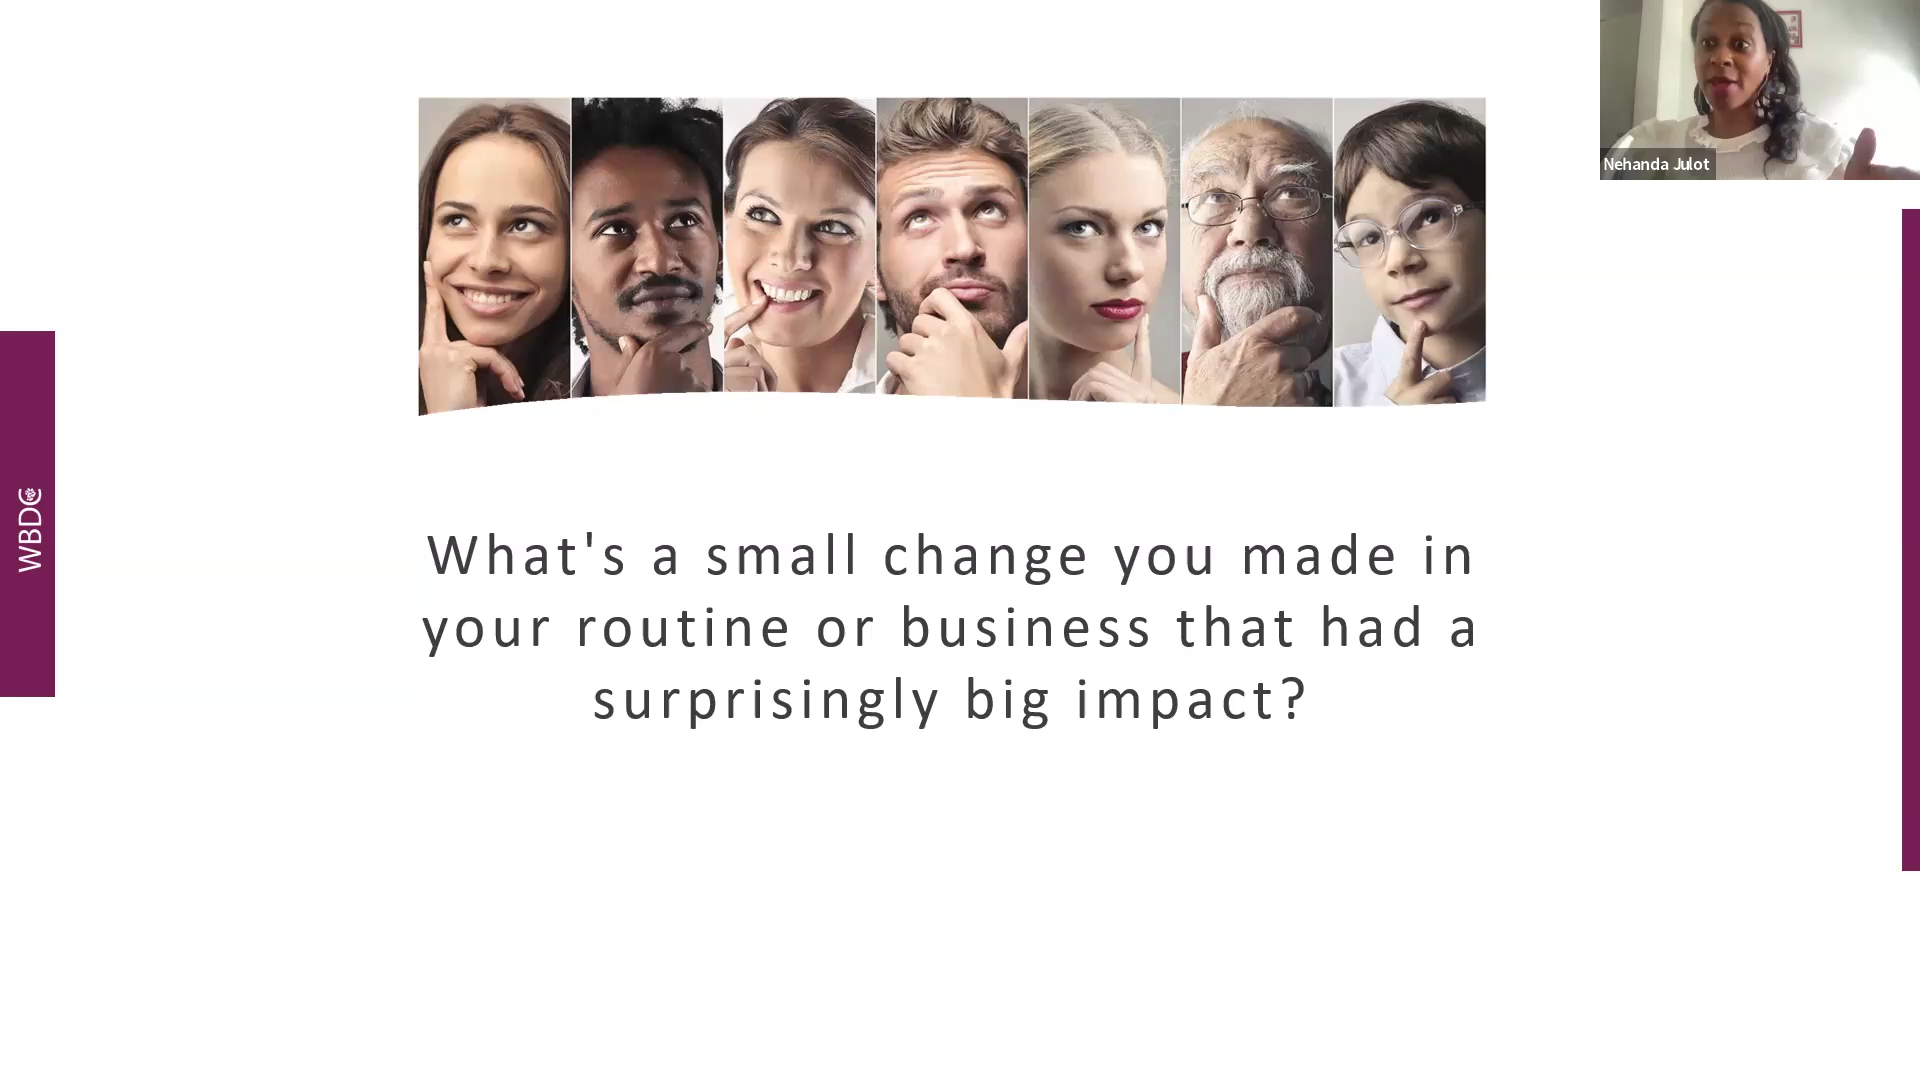 Nehanda Julot
WBDC
What's a small change you made in
your routine or business that had a
surprisingly big impact?